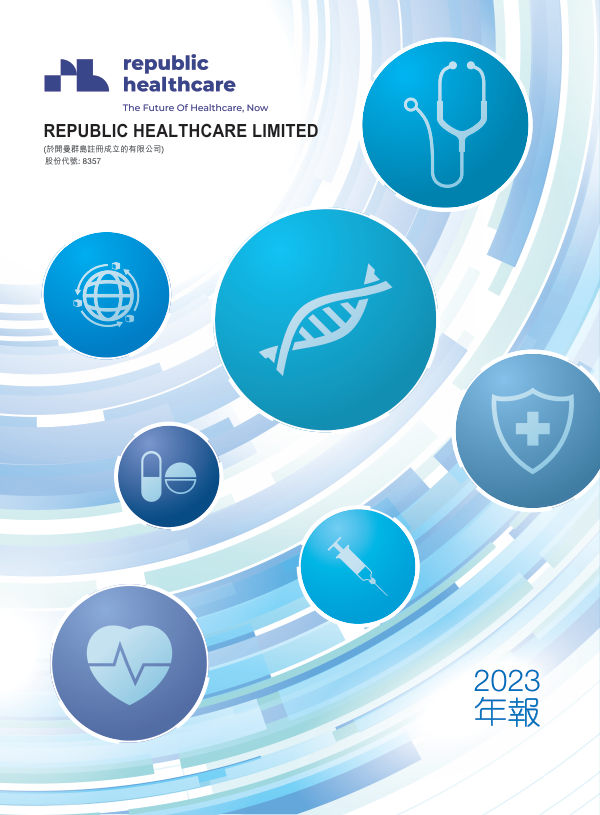 republic
healthcare
The Future Of Healthcare, Now
REPUBLIC HEALTHCARE LIMITED
(於開曼群島註冊成立的有限公司)
股份代號: 8357
2023
年報